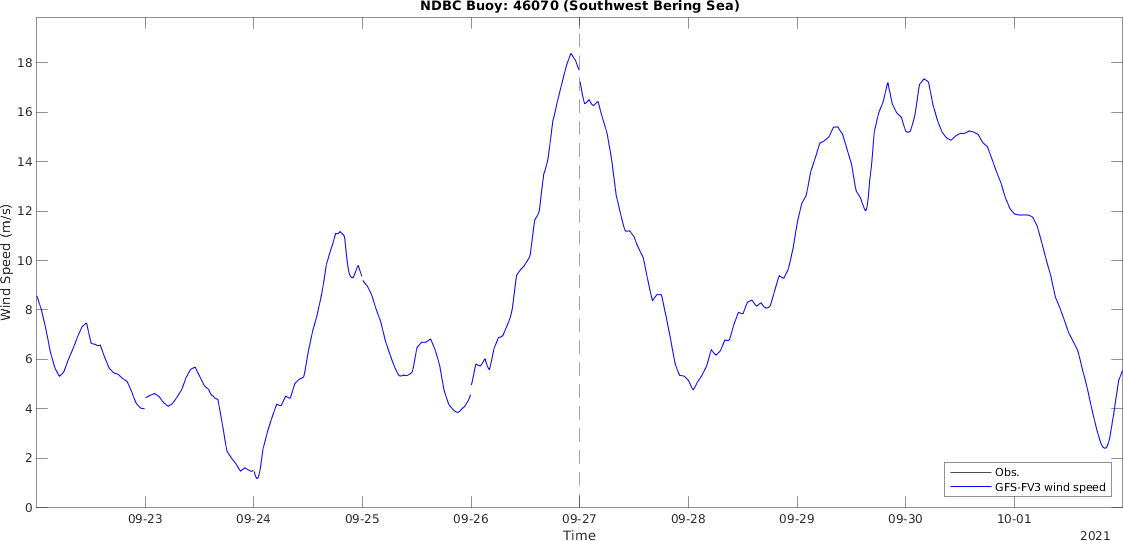 NDBC Buoy: 46070 (Southwest Bering Sea)
Wind Speed (m/s)
18
16
14
12
10
8
6
4
2
0
Obs.
GFS-FV3 wind speed
09-23 09-24 09-25 09-26 09-27 09-28 09-29 09-30 10-01
Time
2021